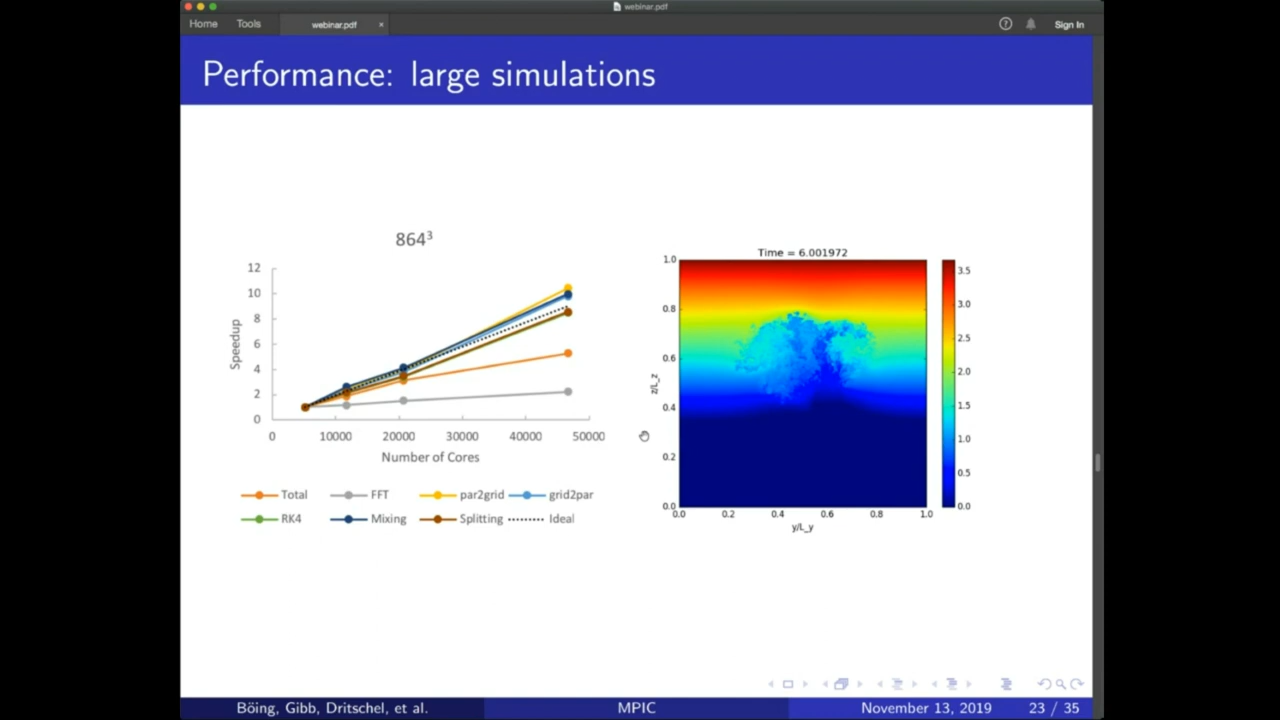 webinar.pdf
Home Tools webinar.pdf × ? Sign In
Performance: large simulations
864³
12
10
8
6
4
2
0
Speedup
0 10000 20000 30000 40000 50000
Number of Cores
Total FFT par2grid grid2par
RK4 Mixing Splitting Ideal
Time = 6.001972
1.0
0.8
0.6
0.4
0.2
0.0
z/L_z
0.0 0.2 0.4 0.6 0.8 1.0
y/L_y
3.5
3.0
2.5
2.0
1.5
1.0
0.5
0.0
Böing, Gibb, Dritschel, et al. MPIC November 13, 2019 23 / 35